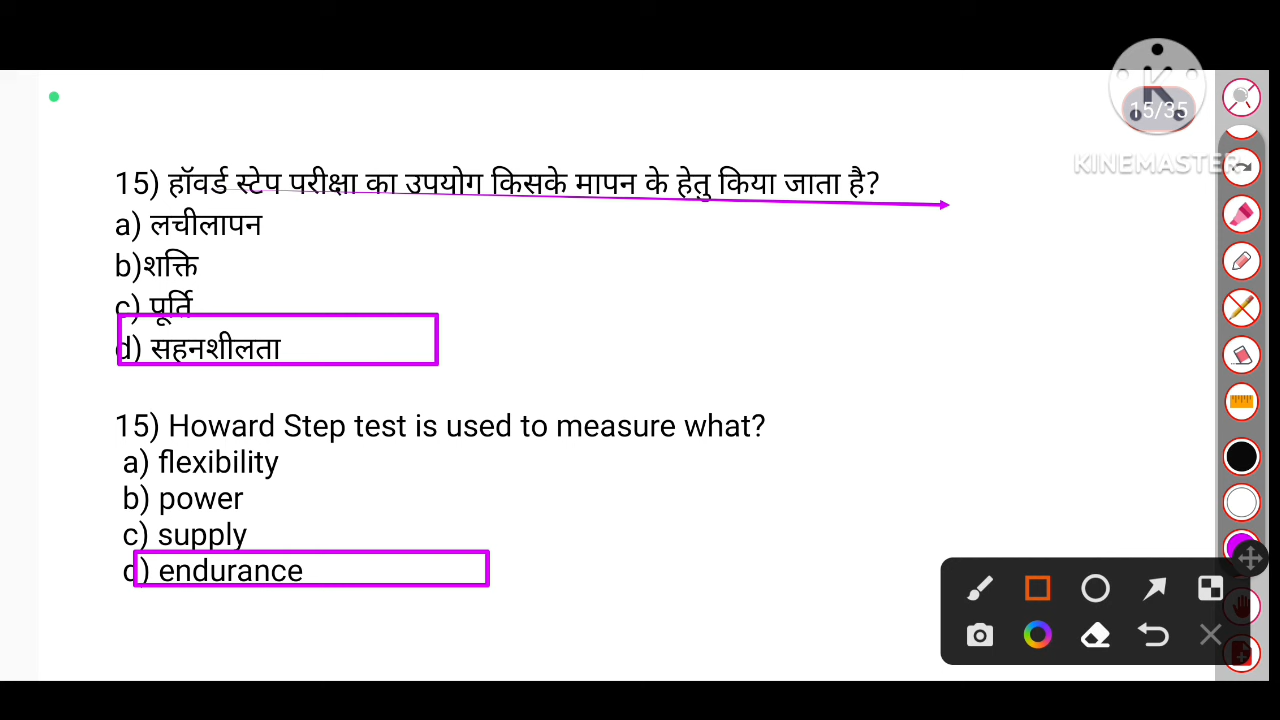 15/35
KINEMASTER
15) हॉवर्ड स्टेप परीक्षा का उपयोग किसके मापन के हेतु किया जाता है?
a) लचीलापन
b)शक्ति
c) पूर्ति
d) सहनशीलता
15) Howard Step test is used to measure what?
a) flexibility
b) power
c) supply
d) endurance